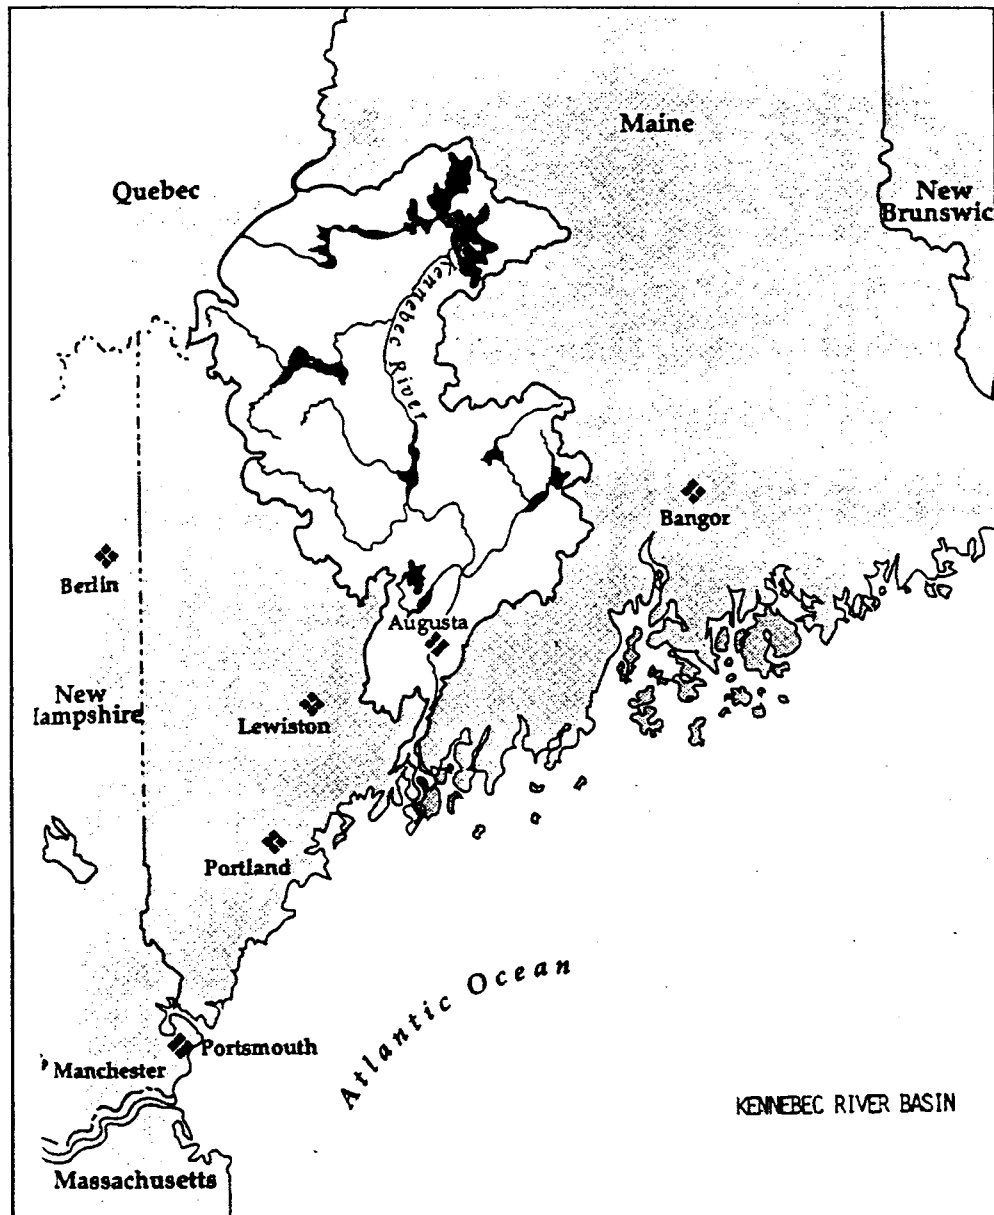 Maine
Quebec
New
Brunswic
Kennebec River
Bangor
Berlin
Augusta
New
Iampshire
Lewiston
Portland
Atlantic Ocean
Portsmouth
Manchester
KENNEBEC RIVER BASIN
Massachusetts